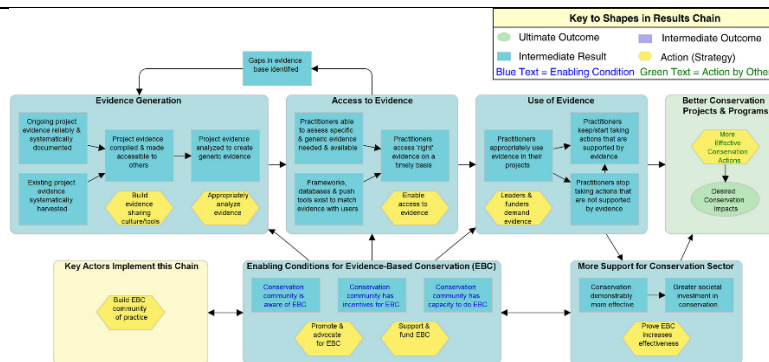 Key to Shapes in Results Chain
Ultimate Outcome
Intermediate Outcome
Intermediate Result
Action (Strategy)
Blue Text = Enabling Condition
Green Text = Action by Other
Gaps in evidence
base identified
Evidence Generation
Ongoing project
evidence reliably &
systematically
documented
Existing project
evidence
systematically
harvested
Project evidence
compiled & made
accessible to
others
Project evidence
analyzed to create
generic evidence
Build
evidence
sharing
culture/tools
Appropriately
analyze
evidence
Access to Evidence
Practitioners able
to assess specific
& generic evidence
needed & available
Frameworks,
databases & push
tools exist to match
evidence with users
Practitioners
access 'right'
evidence on a
timely basis
Enable
access to
evidence
Use of Evidence
Practitioners
appropriately use
evidence in their
projects
Practitioners
keep/start taking
actions that are
supported by
evidence
Practitioners stop
taking actions that
are not supported
by evidence
Leaders &
funders
demand
evidence
Better Conservation
Projects & Programs
More
Effective
Conservation
Actions
Desired
Conservation
Impacts
Key Actors Implement this Chain
Build EBC
community
of practice
Enabling Conditions for Evidence-Based Conservation (EBC)
Conservation
community is
aware of EBC
Conservation
community has
incentives for EBC
Conservation
community has
capacity to do EBC
Promote &
advocate
for EBC
Support &
fund EBC
More Support for Conservation Sector
Conservation
demonstrably
more effective
Greater societal
investment in
conservation
Prove EBC
increases
effectiveness